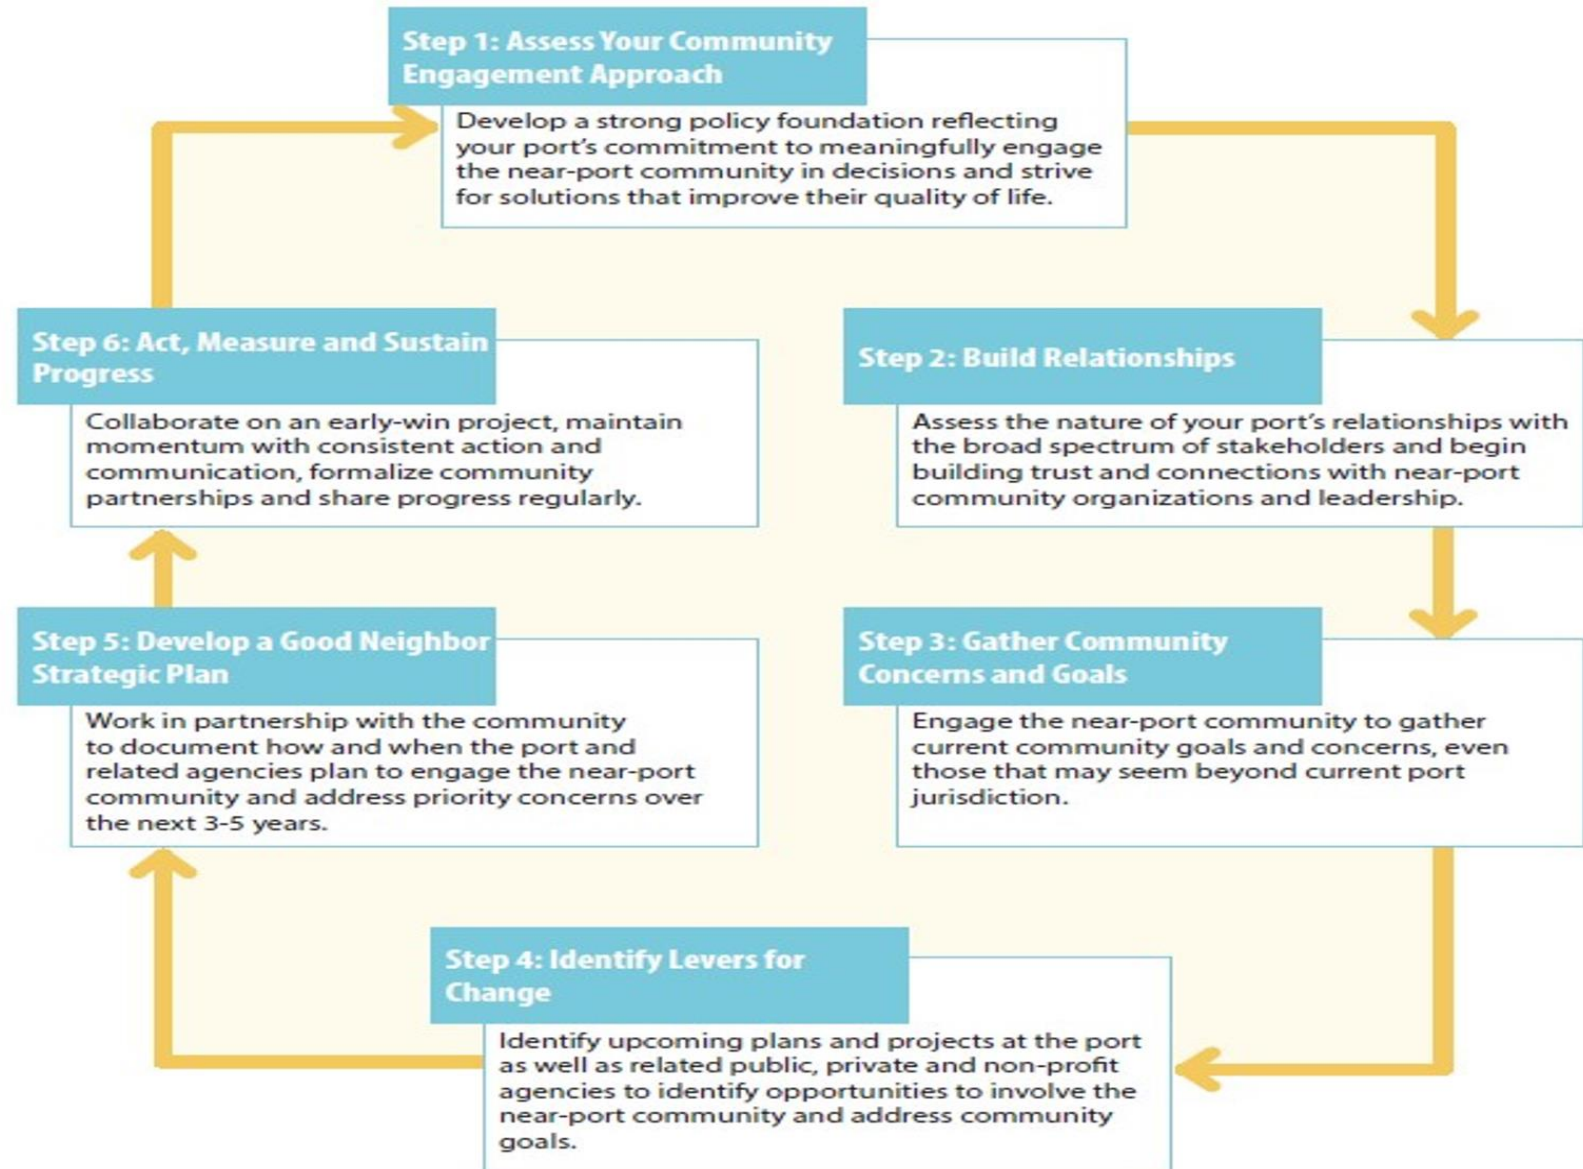 Step 1: Assess Your Community
Engagement Approach
Develop a strong policy foundation reflecting
your port's commitment to meaningfully engage
the near-port community in decisions and strive
for solutions that improve their quality of life.
Step 2: Build Relationships
Assess the nature of your port's relationships with
the broad spectrum of stakeholders and begin
building trust and connections with near-port
community organizations and leadership.
Step 3: Gather Community
Concerns and Goals
Engage the near-port community to gather
current community goals and concerns, even
those that may seem beyond current port
jurisdiction.
Step 4: Identify Levers for
Change
Identify upcoming plans and projects at the port
as well as related public, private and non-profit
agencies to identify opportunities to involve the
near-port community and address community
goals.
Step 5: Develop a Good Neighbor
Strategic Plan
Work in partnership with the community
to document how and when the port and
related agencies plan to engage the near-port
community and address priority concerns over
the next 3-5 years.
Step 6: Act, Measure and Sustain
Progress
Collaborate on an early-win project, maintain
momentum with consistent action and
communication, formalize community
partnerships and share progress regularly.